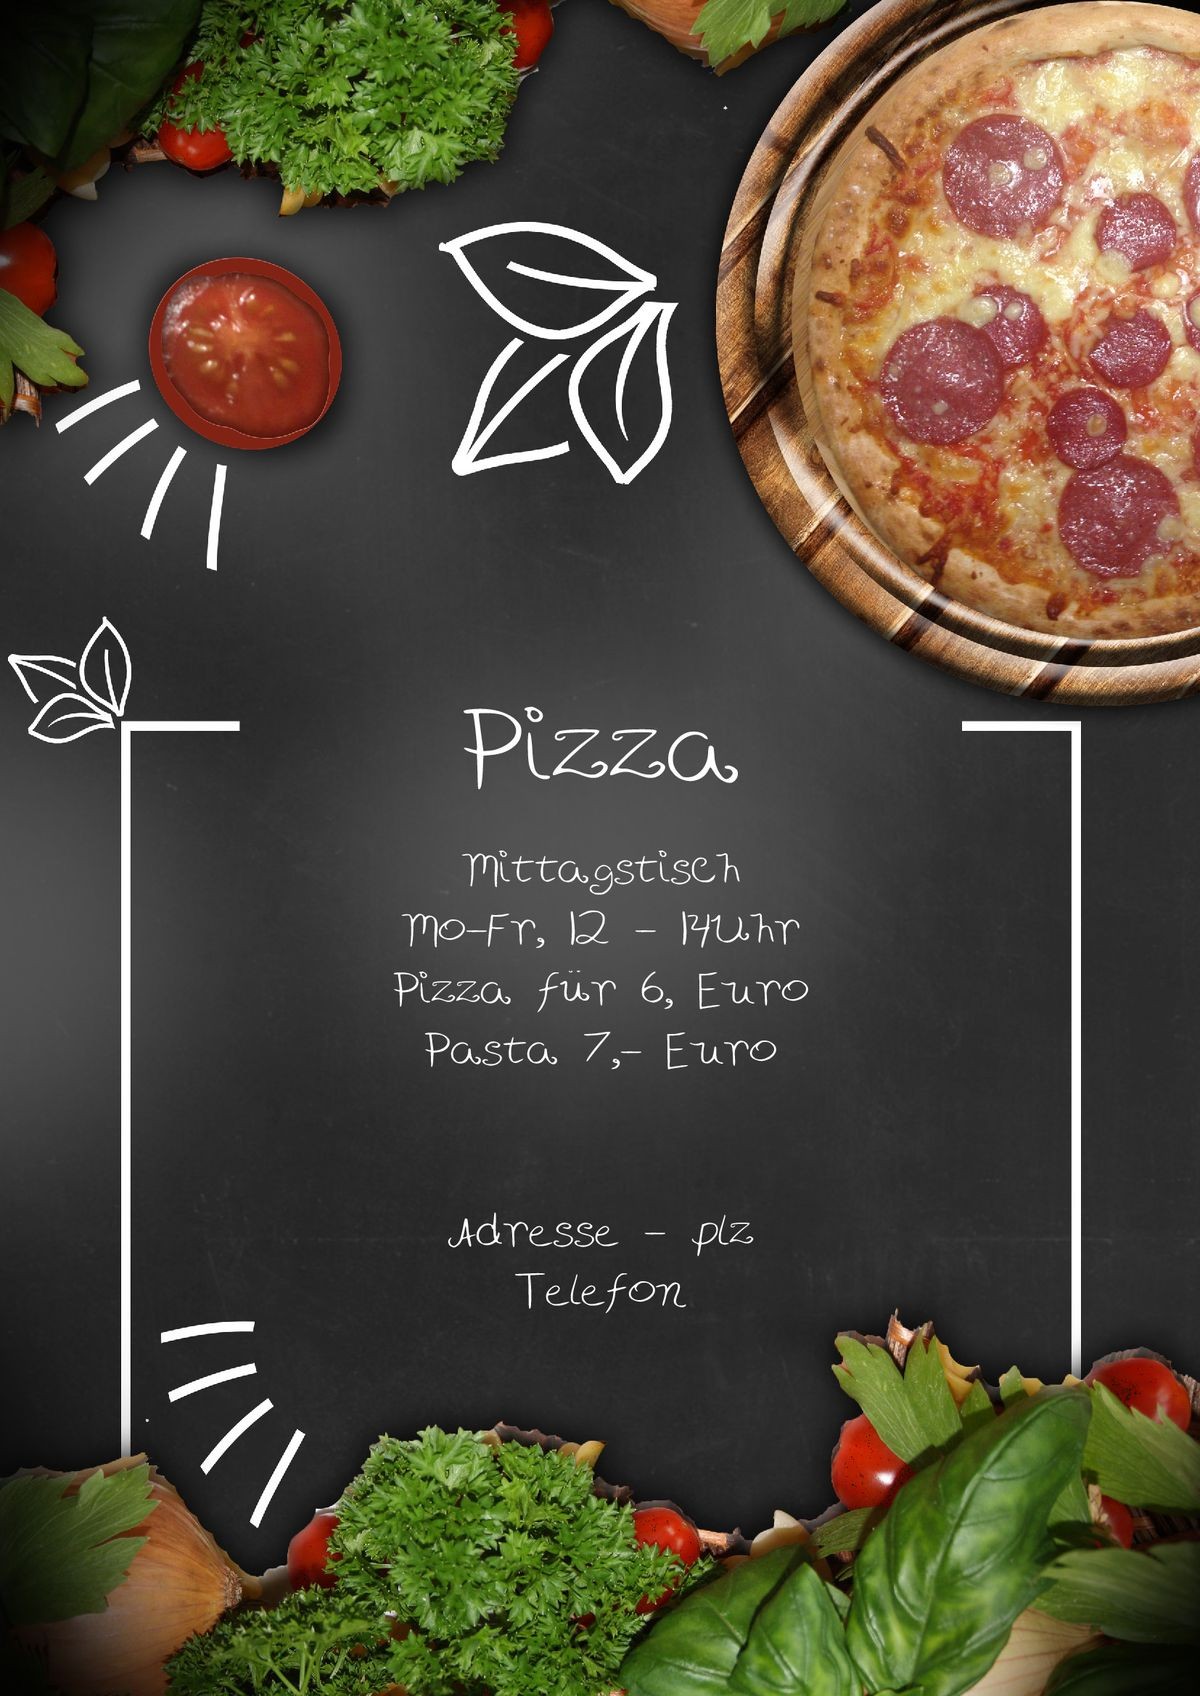 Pizza
Mittagstisch
Mo-Fr, 12 - 14Uhr
Pizza für 6, Euro
Pasta 7,- Euro
Adresse - plz
Telefon